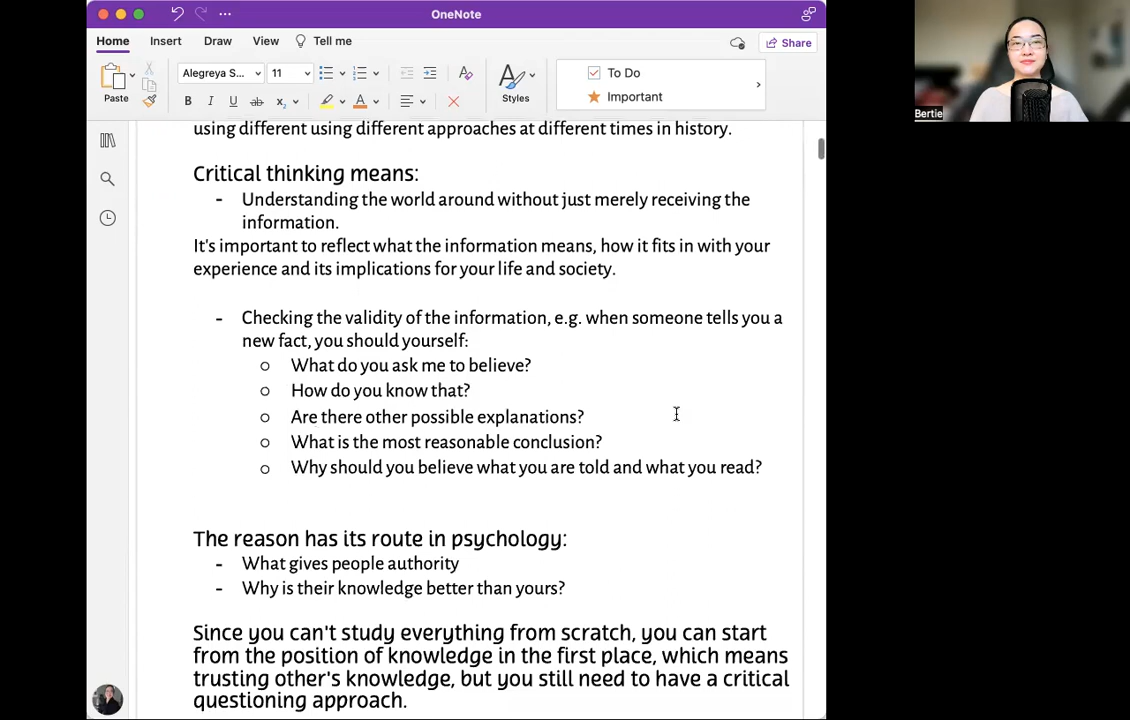 OneNote
Home Insert Draw View Tell me
Share
Paste
Alegreya S... 11
B I U ab x₂ A
Styles
To Do
Important
Bertie
using different using different approaches at different times in history.
Critical thinking means:
- Understanding the world around without just merely receiving the
information.
It's important to reflect what the information means, how it fits in with your
experience and its implications for your life and society.
- Checking the validity of the information, e.g. when someone tells you a
new fact, you should yourself:
o What do you ask me to believe?
o How do you know that?
o Are there other possible explanations?
o What is the most reasonable conclusion?
o Why should you believe what you are told and what you read?
The reason has its route in psychology:
- What gives people authority
- Why is their knowledge better than yours?
Since you can't study everything from scratch, you can start
from the position of knowledge in the first place, which means
trusting other's knowledge, but you still need to have a critical
questioning approach.